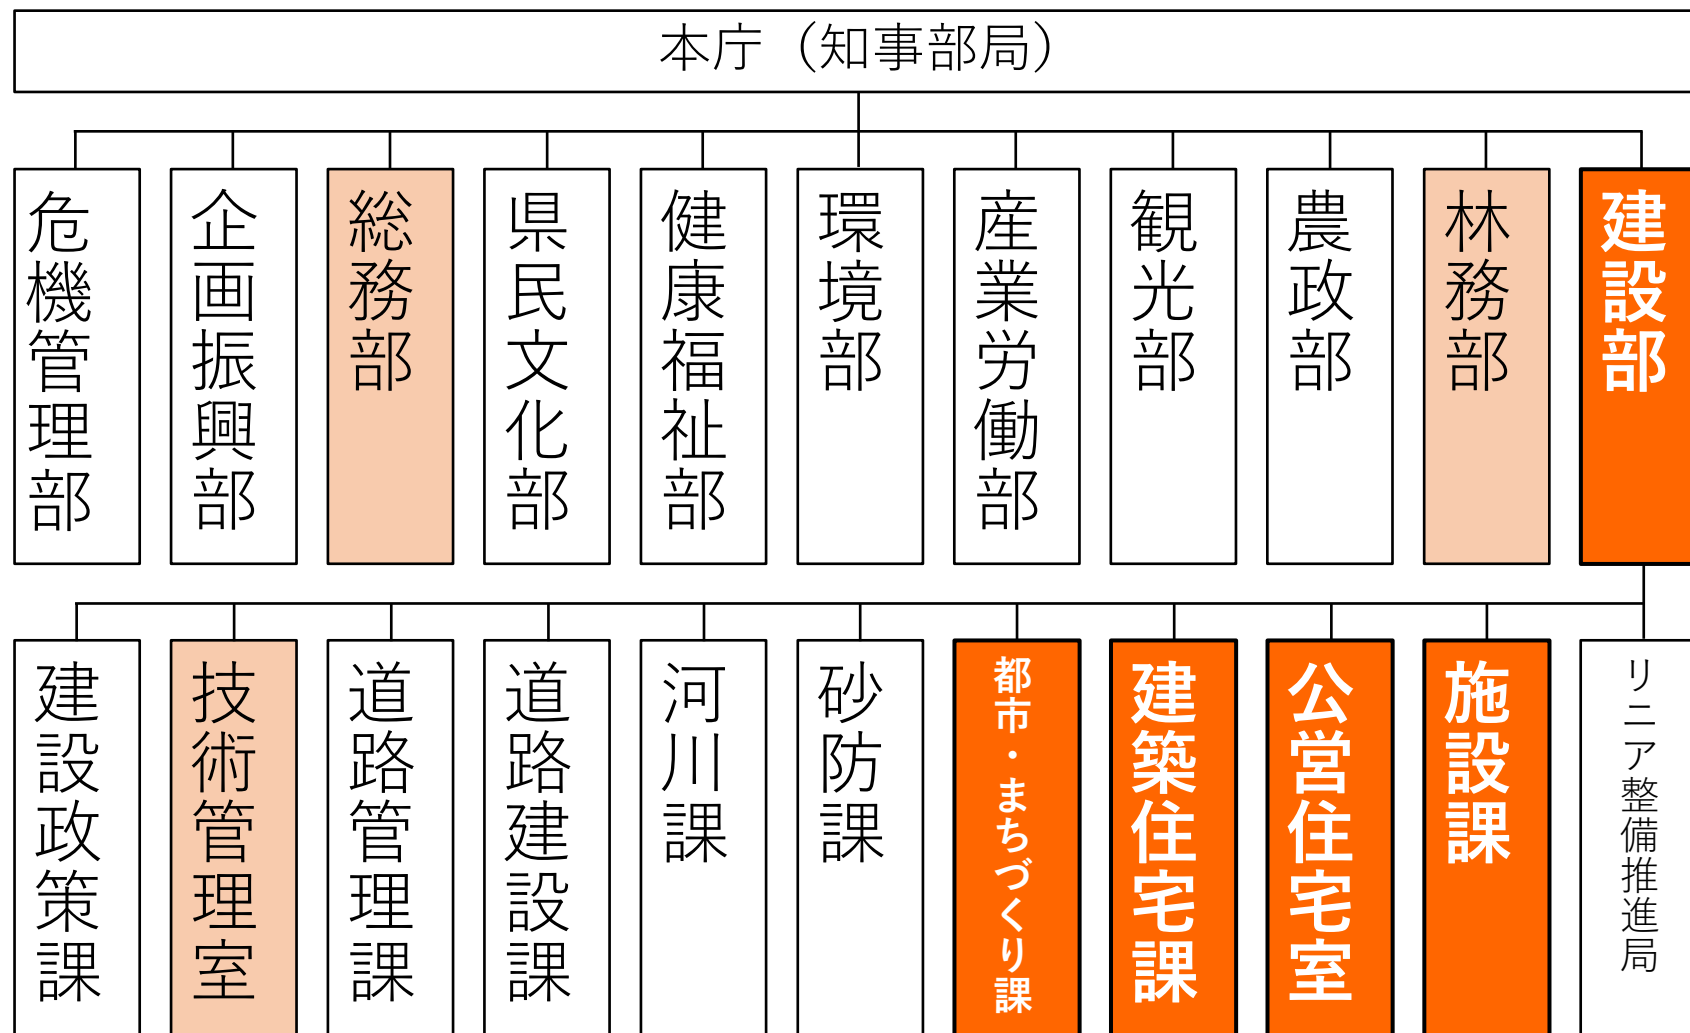 本庁（知事部局）
危機管理部
企画振興部
総務部
県民文化部
健康福祉部
環境部
産業労働部
観光部
農政部
林務部
建設部
建設政策課
技術管理室
道路管理課
道路建設課
河川課
砂防課
都市・まちづくり課
建築住宅課
公営住宅室
施設課
リニア整備推進局